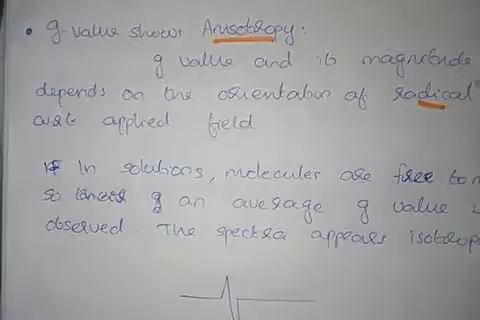 • g-value shows Anisotropy:
g value and its magnitude
depends on the orientation of radical
w.r.t applied field
In solutions, molecules are free to
so an average g value
observed The spectra appears isotrop